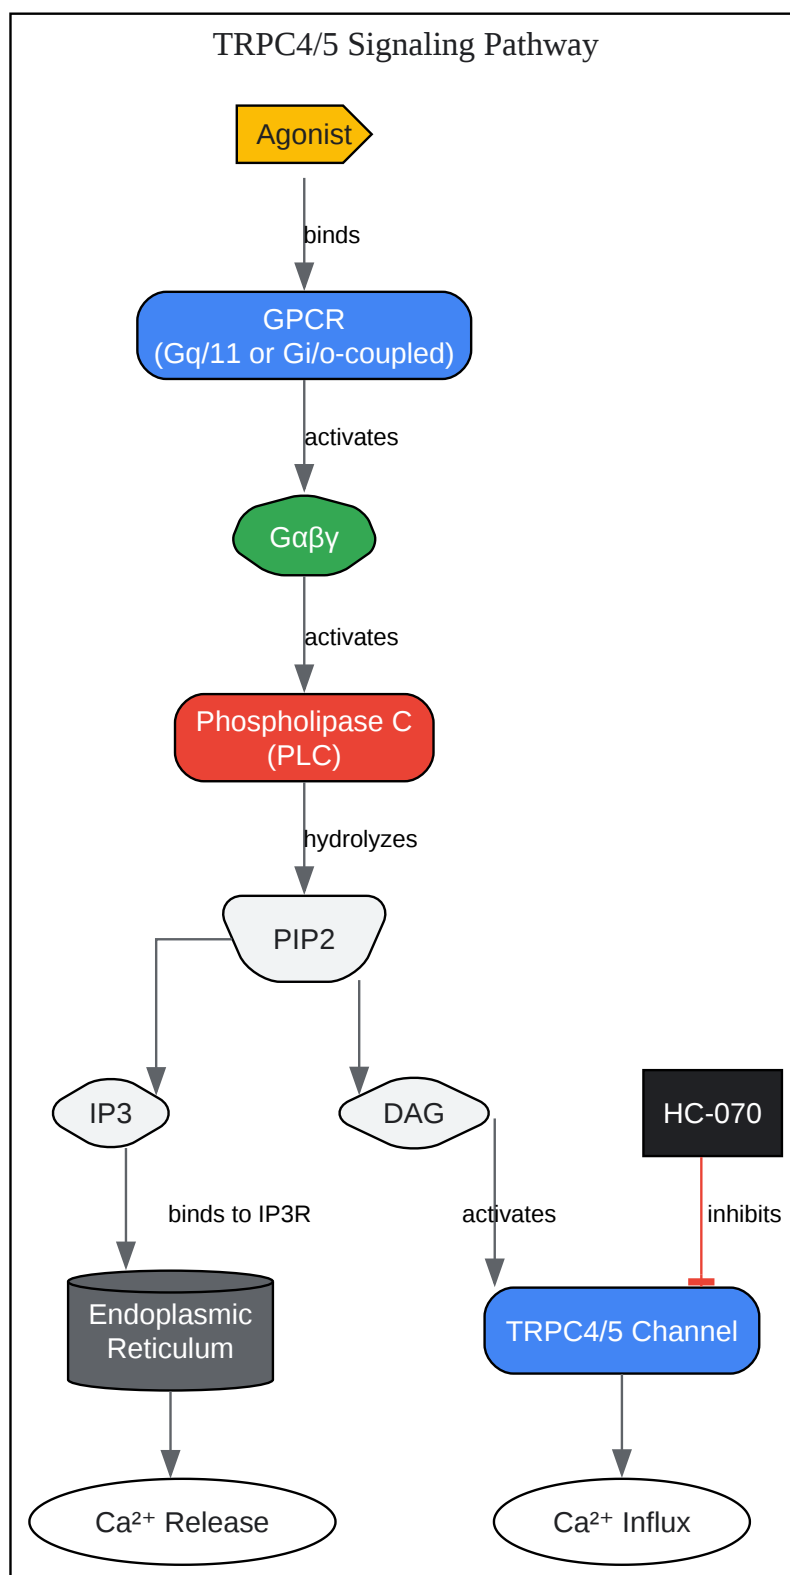 TRPC4/5 Signaling Pathway
Agonist
binds
GPCR
(Gq/11 or Gi/o-coupled)
activates
Gαβγ
activates
Phospholipase C
(PLC)
hydrolyzes
PIP2
IP3
DAG
HC-070
binds to IP3R
activates
inhibits
Endoplasmic
Reticulum
TRPC4/5 Channel
Ca²⁺ Release
Ca²⁺ Influx